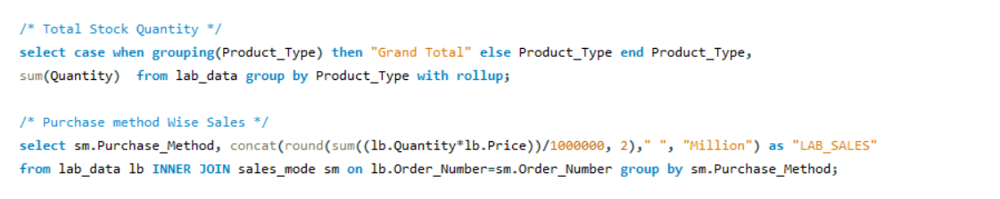 /* Total Stock Quantity */
select case when grouping(Product_Type) then "Grand Total" else Product_Type end Product_Type,
sum(Quantity)  from lab_data group by Product_Type with rollup;
/* Purchase method Wise Sales */
select sm.Purchase_Method, concat(round(sum((lb.Quantity*lb.Price))/1000000, 2)," ", "Million") as "LAB_SALES"
from lab_data lb INNER JOIN sales_mode sm on lb.Order_Number=sm.Order_Number group by sm.Purchase_Method;